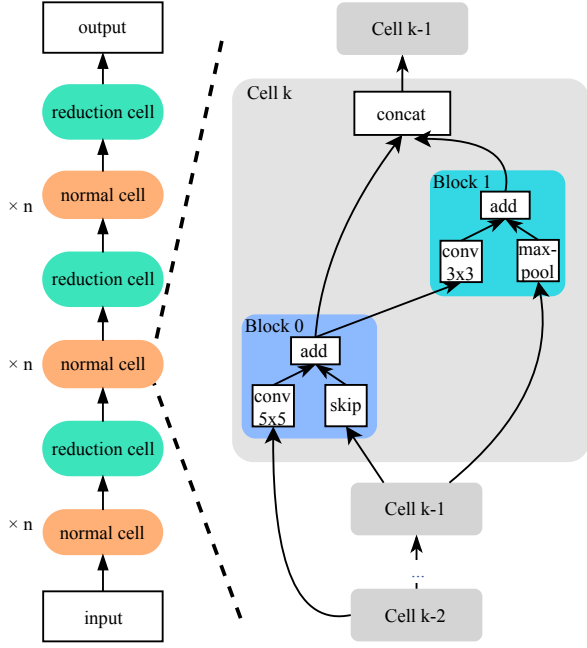 output
reduction cell
× n
normal cell
reduction cell
× n
normal cell
reduction cell
× n
normal cell
input
Cell k-1
Cell k
concat
Block 1
add
conv
3x3
max-
pool
Block 0
add
conv
5x5
skip
Cell k-1
...
Cell k-2